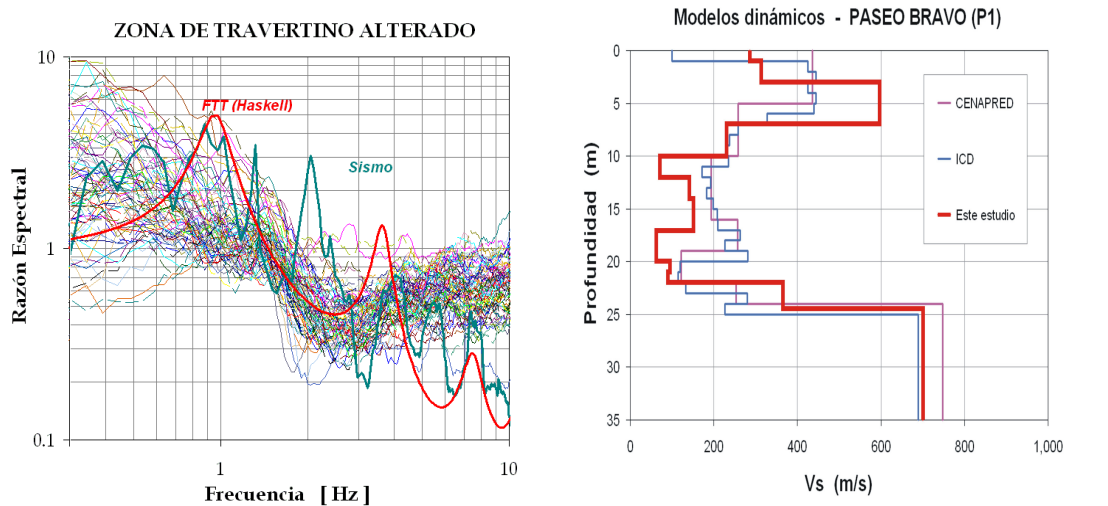 ZONA DE TRAVERTINO ALTERADO
10
1
0.1
Razón Espectral
FTT (Haskell)
Sismo
1
10
Frecuencia [ Hz ]
Modelos dinámicos - PASEO BRAVO (P1)
0
5
10
15
20
25
30
35
Profundidad (m)
CENAPRED
ICD
Este estudio
0
200
400
600
800
1,000
Vs (m/s)